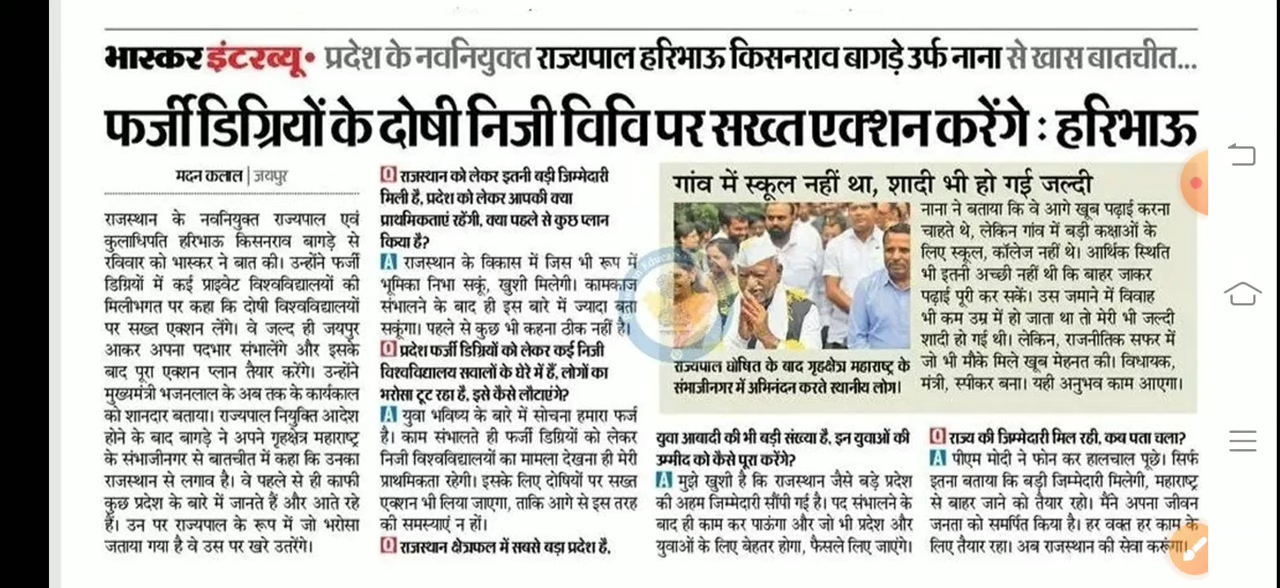 भास्कर इंटरव्यू• प्रदेश के नवनियुक्त राज्यपाल हरिभाऊ किसनराव बागड़े उर्फ नाना से खास बातचीत...
फर्जी डिग्रियों के दोषी निजी विवि पर सख्त एक्शन करेंगे : हरिभाऊ
मदन कलाल | जयपुर
राजस्थान के नवनियुक्त राज्यपाल एवं
कुलाधिपति हरिभाऊ किसनराव बागड़े से
रविवार को भास्कर ने बात की। उन्होंने फर्जी
डिग्रियों में कई प्राइवेट विश्वविद्यालयों की
मिलीभगत पर कहा कि दोषी विश्वविद्यालयों
पर सख्त एक्शन लेंगे। वे जल्द ही जयपुर
आकर अपना पदभार संभालेंगे और इसके
बाद पूरा एक्शन प्लान तैयार करेंगे। उन्होंने
मुख्यमंत्री भजनलाल के अब तक के कार्यकाल
को शानदार बताया। राज्यपाल नियुक्ति आदेश
होने के बाद बागड़े ने अपने गृहक्षेत्र महाराष्ट्र
के संभाजीनगर से बातचीत में कहा कि उनका
राजस्थान से लगाव है। वे पहले से ही काफी
कुछ प्रदेश के बारे में जानते हैं और आते रहे
हैं। उन पर राज्यपाल के रूप में जो भरोसा
जताया गया है वे उस पर खरे उतरेंगे।
Q राजस्थान को लेकर इतनी बड़ी जिम्मेदारी
मिली है, प्रदेश को लेकर आपकी क्या
प्राथमिकताएं रहेंगी, क्या पहले से कुछ प्लान
किया है?
A राजस्थान के विकास में जिस भी रूप में
भूमिका निभा सकूं, खुशी मिलेगी। कामकाज
संभालने के बाद ही इस बारे में ज्यादा बता
सकूंगा। पहले से कुछ भी कहना ठीक नहीं है।
Q प्रदेश फर्जी डिग्रियों को लेकर कई निजी
विश्वविद्यालय सवालों के घेरे में हैं, लोगों का
भरोसा टूट रहा है, इसे कैसे लौटाएंगे?
A युवा भविष्य के बारे में सोचना हमारा फर्ज
है। काम संभालते ही फर्जी डिग्रियों को लेकर
निजी विश्वविद्यालयों का मामला देखना ही मेरी
प्राथमिकता रहेगी। इसके लिए दोषियों पर सख्त
एक्शन भी लिया जाएगा, ताकि आगे से इस तरह
की समस्याएं न हों।
Q राजस्थान क्षेत्रफल में सबसे बड़ा प्रदेश है,
गांव में स्कूल नहीं था, शादी भी हो गई जल्दी
राज्यपाल घोषित के बाद गृहक्षेत्र महाराष्ट्र के
संभाजीनगर में अभिनंदन करते स्थानीय लोग।
नाना ने बताया कि वे आगे खूब पढ़ाई करना
चाहते थे, लेकिन गांव में बड़ी कक्षाओं के
लिए स्कूल, कॉलेज नहीं थे। आर्थिक स्थिति
भी इतनी अच्छी नहीं थी कि बाहर जाकर
पढ़ाई पूरी कर सकें। उस जमाने में विवाह
भी कम उम्र में हो जाता था तो मेरी भी जल्दी
शादी हो गई थी। लेकिन, राजनीतिक सफर में
जो भी मौके मिले खूब मेहनत की। विधायक,
मंत्री, स्पीकर बना। यही अनुभव काम आएगा।
युवा आबादी की भी बड़ी संख्या है, इन युवाओं की
उम्मीद को कैसे पूरा करेंगे?
A मुझे खुशी है कि राजस्थान जैसे बड़े प्रदेश
की अहम जिम्मेदारी सौंपी गई है। पद संभालने के
बाद ही काम कर पाऊंगा और जो भी प्रदेश और
युवाओं के लिए बेहतर होगा, फैसले लिए जाएंगे।
Q राज्य की जिम्मेदारी मिल रही, कब पता चला?
A पीएम मोदी ने फोन कर हालचाल पूछे। सिर्फ
इतना बताया कि बड़ी जिम्मेदारी मिलेगी, महाराष्ट्र
से बाहर जाने को तैयार रहो। मैंने अपना जीवन
जनता को समर्पित किया है। हर वक्त हर काम के
लिए तैयार रहा। अब राजस्थान की सेवा करूंगा।